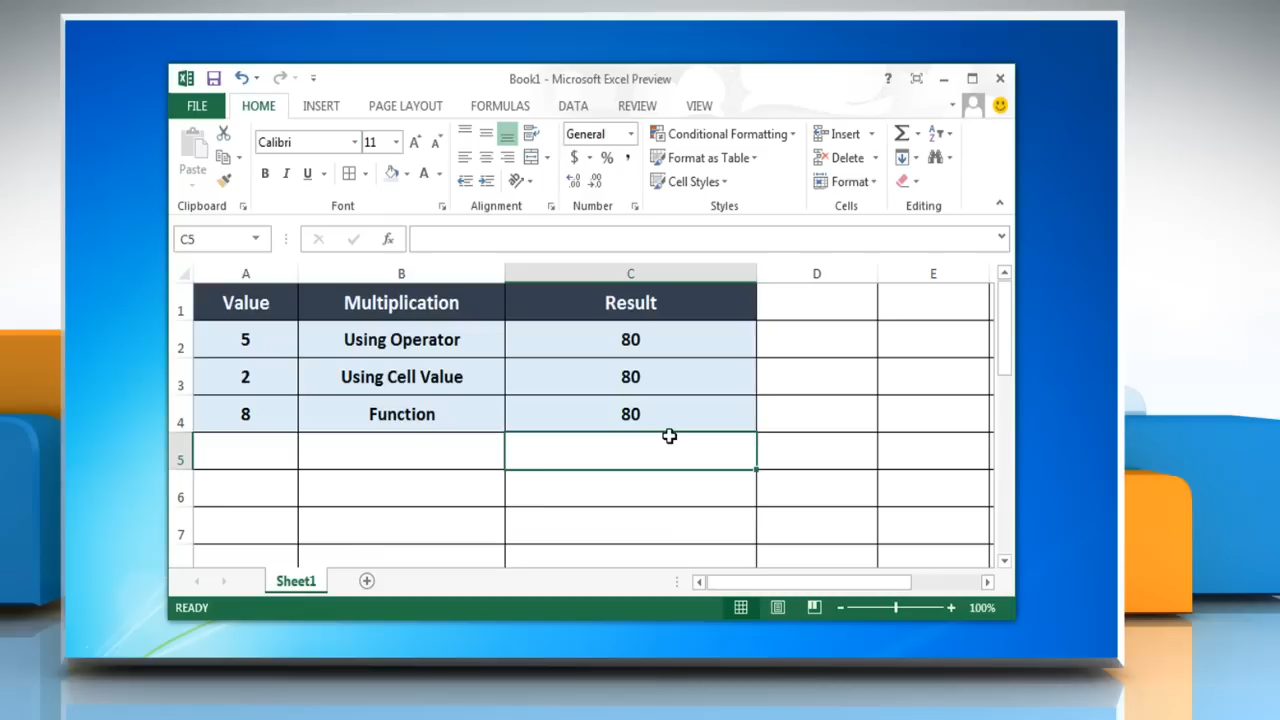 Book1 - Microsoft Excel Preview
?
FILE HOME INSERT PAGE LAYOUT FORMULAS DATA REVIEW VIEW
Paste
Calibri 11
A A
B I U A
General
$ % ,
Conditional Formatting
Format as Table
Cell Styles
Insert
Delete
Format
Clipboard Font Alignment Number Styles Cells Editing
C5 fx
A B C D E
1 Value Multiplication Result
2 5 Using Operator 80
3 2 Using Cell Value 80
4 8 Function 80
5
6
7
Sheet1
READY 100%